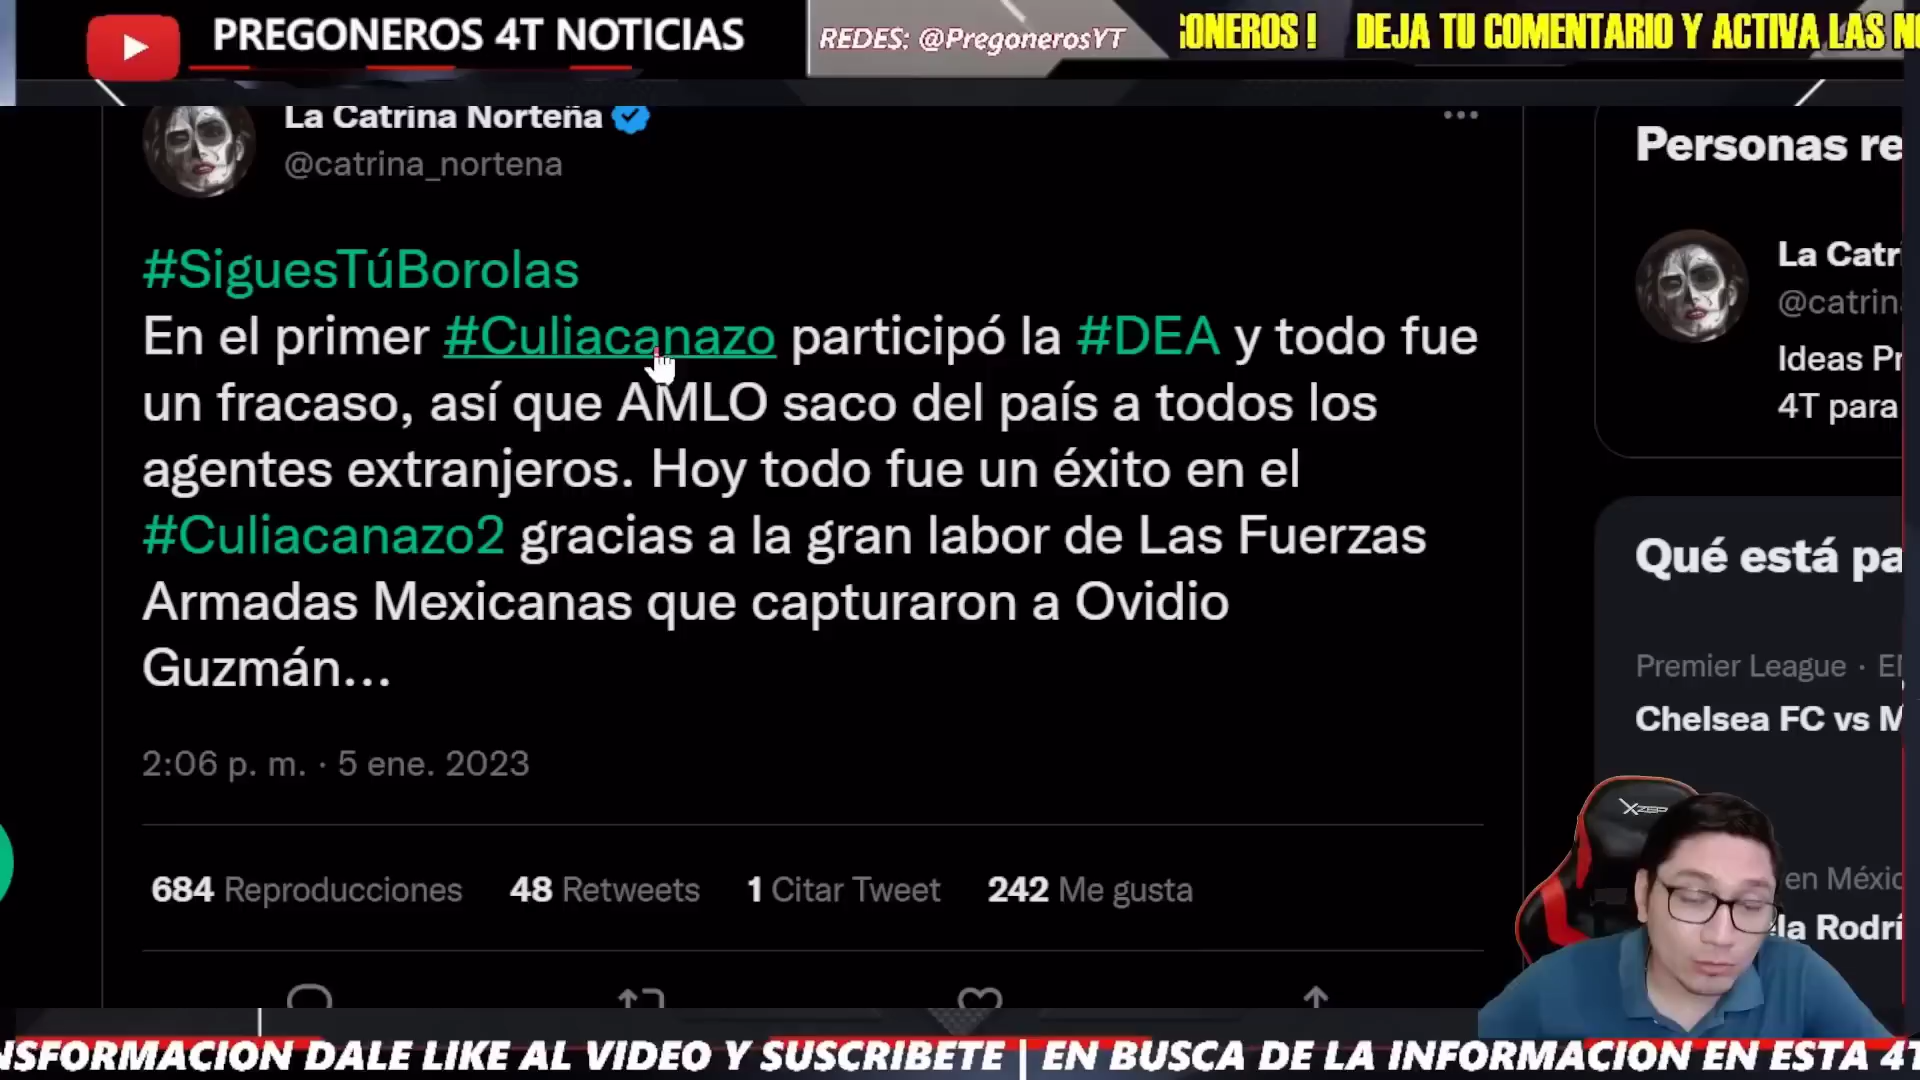 PREGONEROS 4T NOTICIAS
REDES: @PregonerosYT
GONEROS ! DEJA TU COMENTARIO Y ACTIVA LAS NO
La Catrina Norteña
@catrina_nortena
#SiguesTúBorolas
En el primer #Culiacanazo participó la #DEA y todo fue
un fracaso, así que AMLO saco del país a todos los
agentes extranjeros. Hoy todo fue un éxito en el
#Culiacanazo2 gracias a la gran labor de Las Fuerzas
Armadas Mexicanas que capturaron a Ovidio
Guzmán...
2:06 p. m. · 5 ene. 2023
684 Reproducciones 48 Retweets 1 Citar Tweet 242 Me gusta
Personas re
La Catr
@catrin
Ideas Pr
4T para
Qué está pa
Premier League ·
Chelsea FC vs M
en Méxic
la Rodrí
XZEP
NSFORMACION DALE LIKE AL VIDEO Y SUSCRIBETE | EN BUSCA DE LA INFORMACION EN ESTA 4T